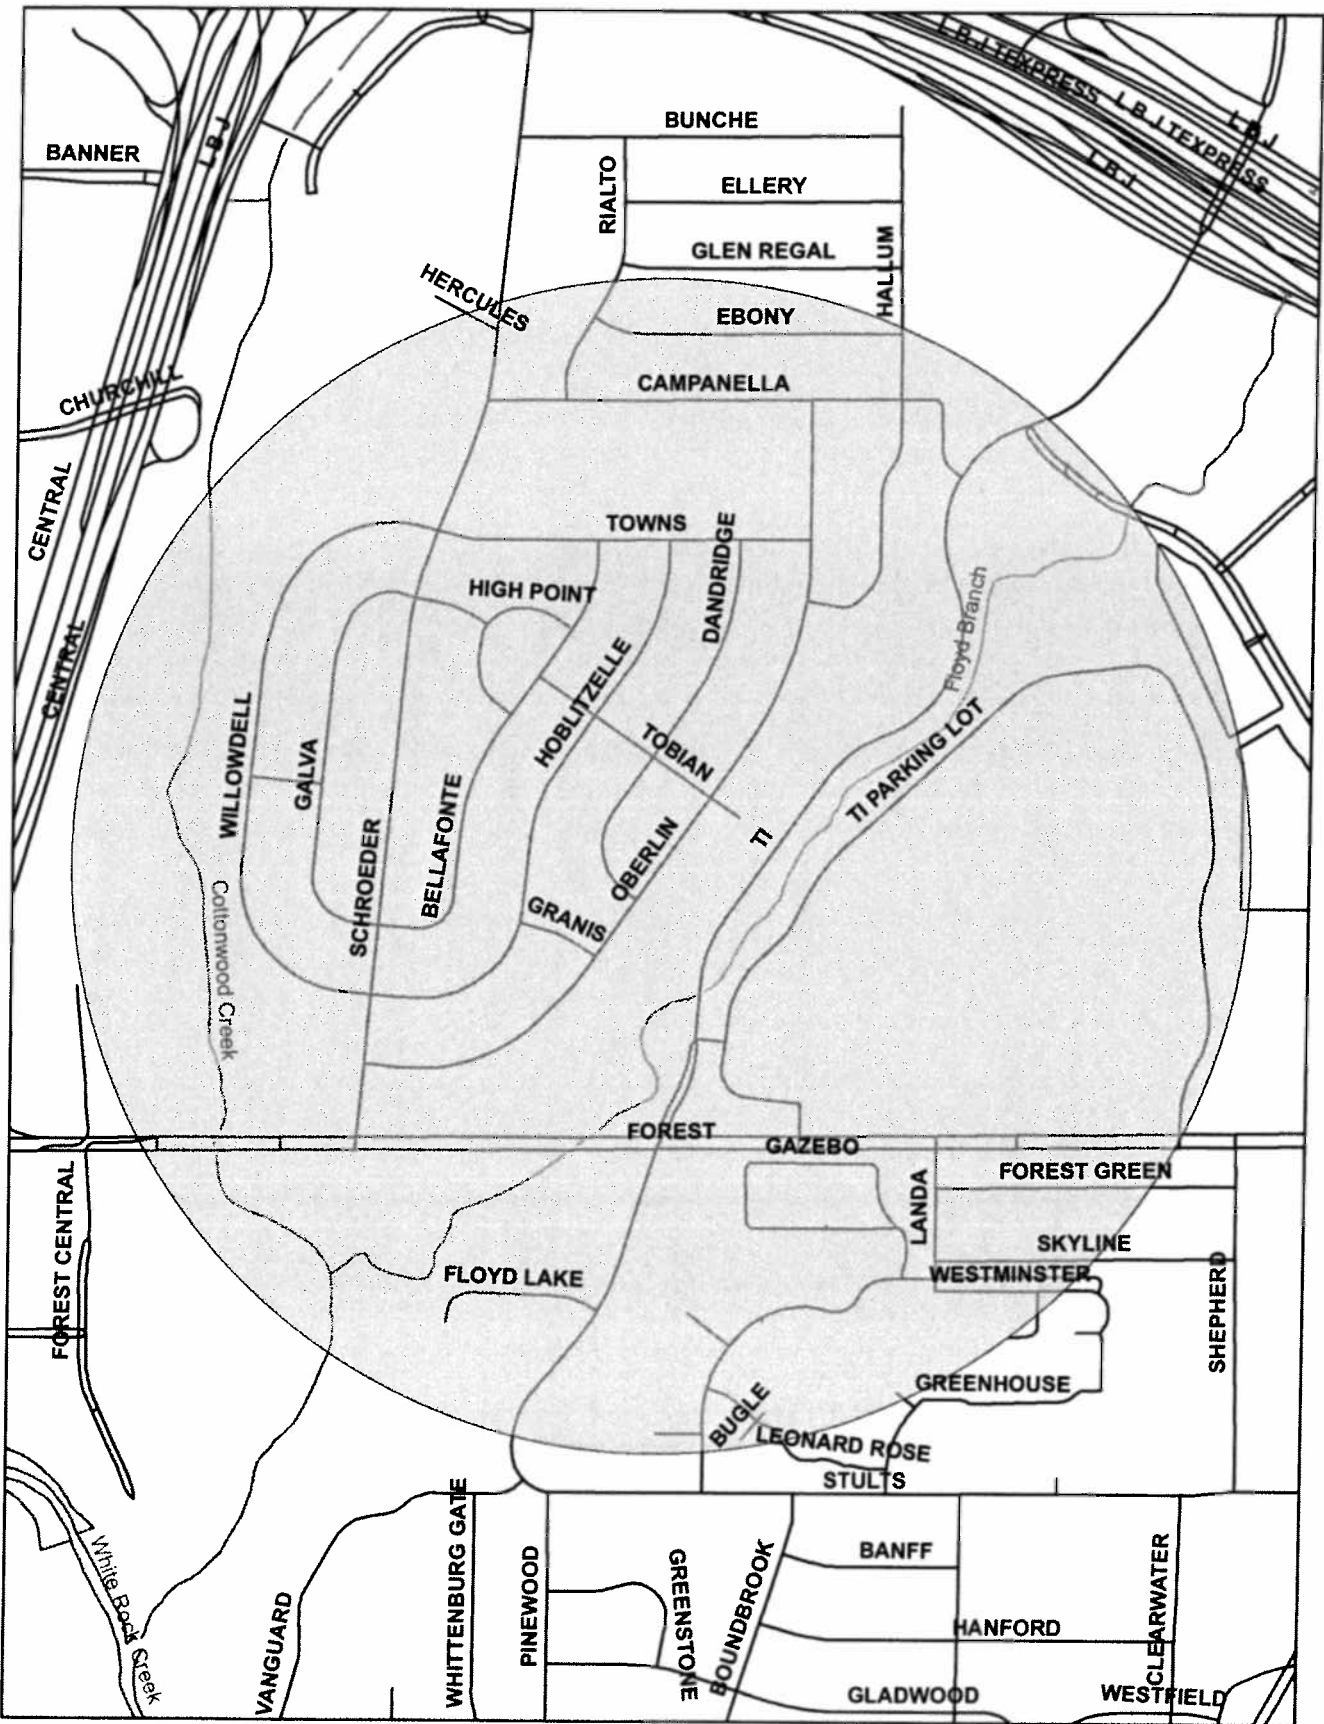 L B J TEXPRESS
L B J
L B J TEXPRESS
L B J
L B J
BUNCHE
BANNER
RIALTO
ELLERY
GLEN REGAL
HALLUM
HERCULES
EBONY
CHURCHILL
CAMPANELLA
CENTRAL
TOWNS
DANDRIDGE
HIGH POINT
Floyd Branch
CENTRAL
HOBLITZELLE
WILLOWDELL
GALVA
TOBIAN
TI PARKING LOT
BELLAFONTE
TI
SCHROEDER
OBERLIN
GRANIS
Cottonwood Creek
FOREST
GAZEBO
FOREST GREEN
FOREST CENTRAL
LANDA
SKYLINE
FLOYD LAKE
WESTMINSTER
SHEPHERD
GREENHOUSE
BUGLE
LEONARD ROSE
STULTS
WHITTENBURG GATE
BANFF
PINEWOOD
GREENSTONE
BOUNDBROOK
CLEARWATER
White Rock Creek
VANGUARD
HANFORD
GLADWOOD
WESTFIELD